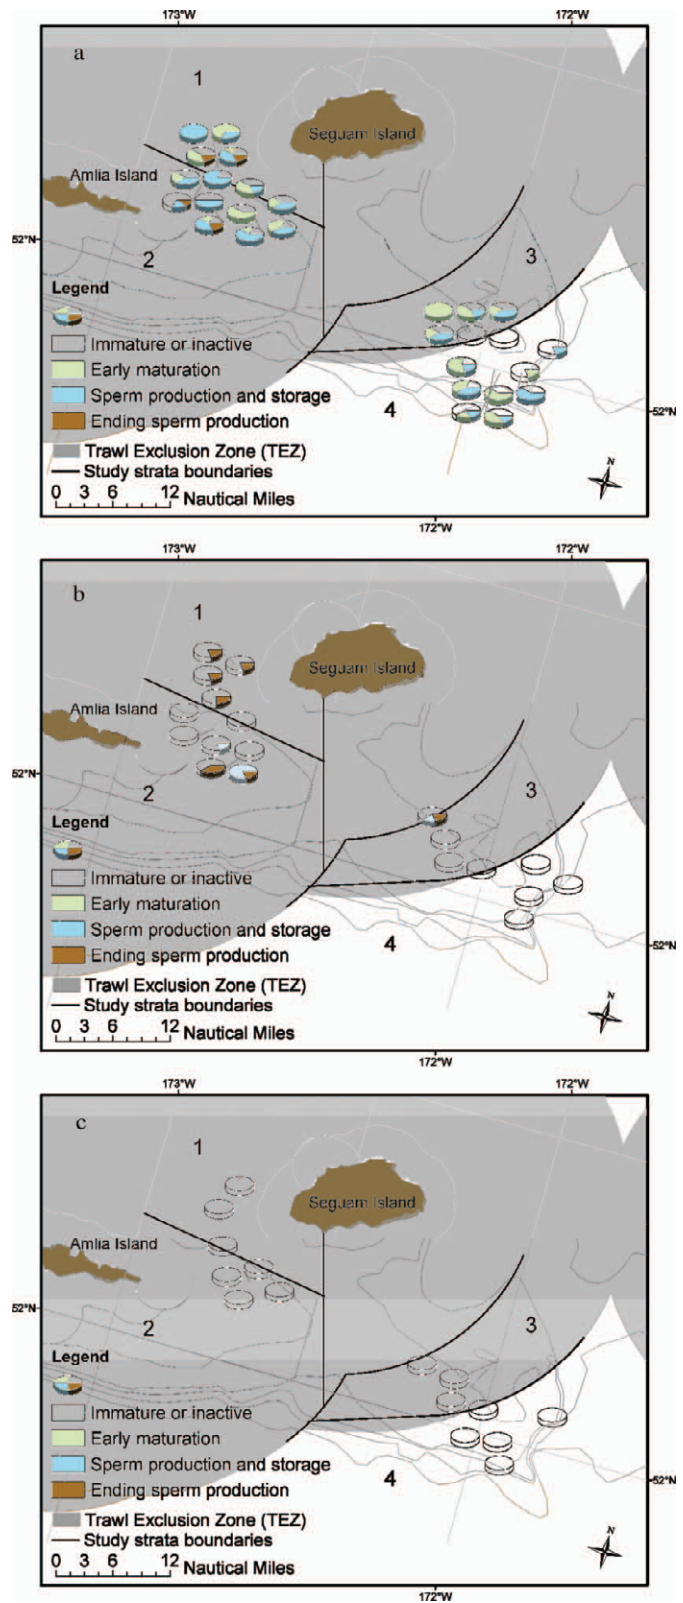 173°W 172°W
a
1
Seguam Island
Amlia Island
52°N
2
3
Legend
Immature or inactive
Early maturation
4
Sperm production and storage
Ending sperm production
52°N
Trawl Exclusion Zone (TEZ)
Study strata boundaries
N
0 3 6 12
Nautical Miles
172°W
173°W 172°W
b
1
Seguam Island
Amlia Island
52°N
2
3
Legend
Immature or inactive
Early maturation
4
Sperm production and storage
Ending sperm production
52°N
Trawl Exclusion Zone (TEZ)
Study strata boundaries
N
0 3 6 12
Nautical Miles
172°W
173°W 172°W
c
1
Seguam Island
Amlia Island
52°N
2
3
Legend
Immature or inactive
Early maturation
4
Sperm production and storage
Ending sperm production
52°N
Trawl Exclusion Zone (TEZ)
Study strata boundaries
N
0 3 6 12
Nautical Miles
172°W